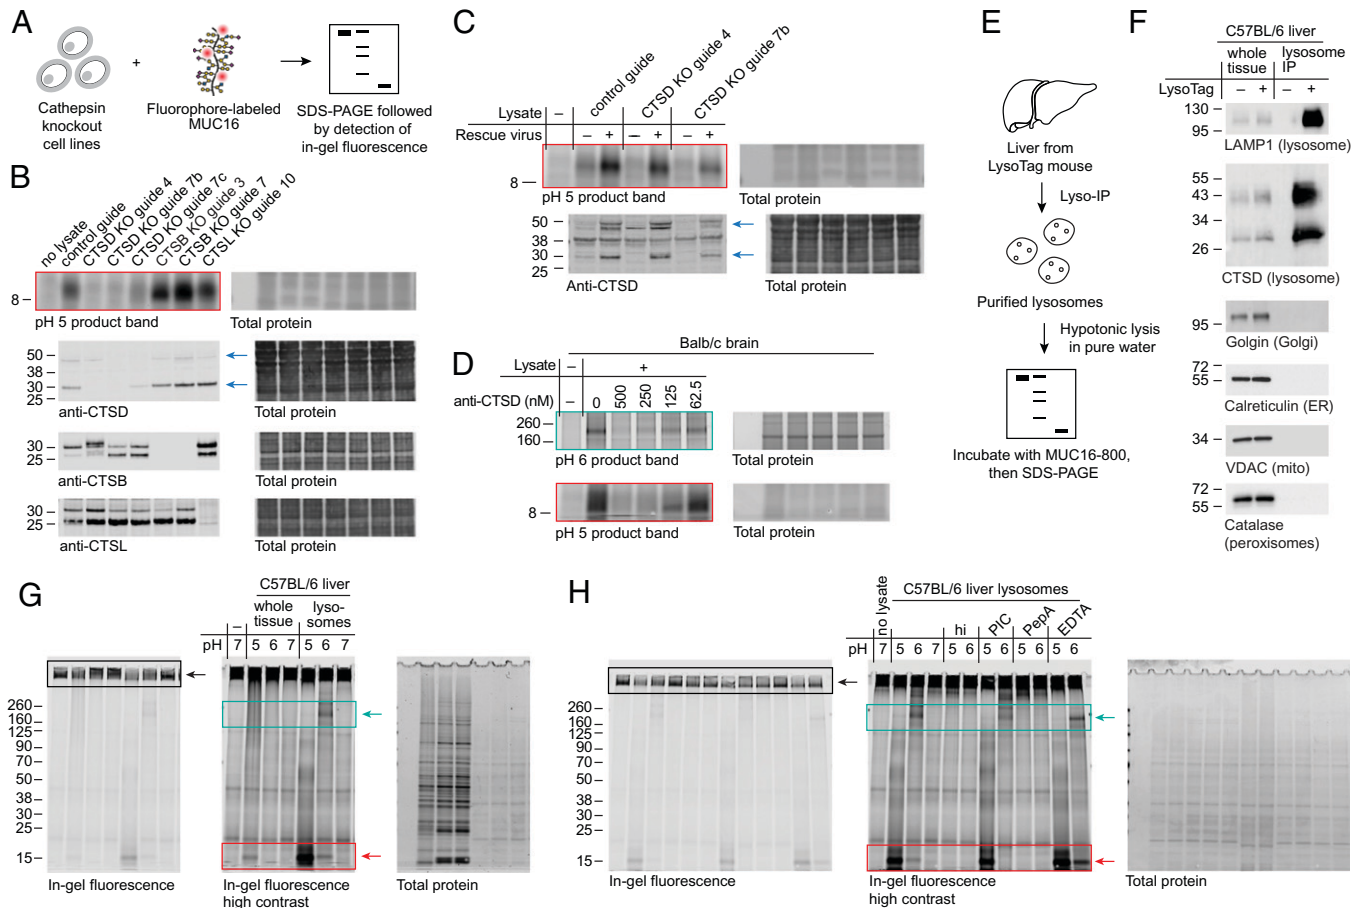 A
+
Cathepsin
knockout
cell lines
Fluorophore-labeled
MUC16
SDS-PAGE followed
by detection of
in-gel fluorescence
B
no lysate
control guide
CTSD KO guide 4
CTSD KO guide 7b
CTSD KO guide 7c
CTSB KO guide 3
CTSB KO guide 7
CTSL KO guide 10
8
pH 5 product band
Total protein
50
38
30
25
anti-CTSD
Total protein
30
25
anti-CTSB
Total protein
30
25
anti-CTSL
Total protein
C
control guide
CTSD KO guide 4
CTSD KO guide 7b
Lysate –
Rescue virus – + – + – +
8
pH 5 product band
Total protein
50
38
30
25
Anti-CTSD
Total protein
D
Balb/c brain
Lysate – +
anti-CTSD (nM) – 0 500 250 125 62.5
260
160
pH 6 product band
Total protein
8
pH 5 product band
Total protein
E
Liver from
LysoTag mouse
Lyso-IP
Purified lysosomes
Hypotonic lysis
in pure water
Incubate with MUC16-800,
then SDS-PAGE
F
C57BL/6 liver
whole
tissue
lysosome
IP
LysoTag – + – +
130
95
LAMP1 (lysosome)
55
43
34
26
CTSD (lysosome)
95
Golgin (Golgi)
72
55
Calreticulin (ER)
34
VDAC (mito)
72
55
Catalase
(peroxisomes)
G
C57BL/6 liver
whole
tissue
lyso-
somes
–
pH 7 5 6 7 5 6 7
260
160
125
90
70
50
38
30
25
15
In-gel fluorescence
In-gel fluorescence
high contrast
Total protein
H
no lysate
C57BL/6 liver lysosomes
hi PIC PepA EDTA
pH 7 5 6 7 5 6 5 6 5 6 5 6
260
160
125
90
70
50
38
30
25
15
In-gel fluorescence
In-gel fluorescence
high contrast
Total protein